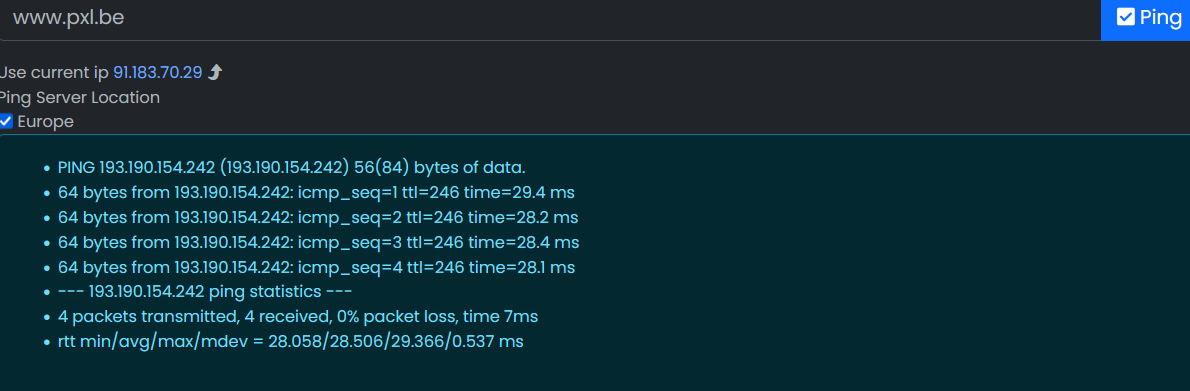 www.pxl.be
Ping
Use current ip 91.183.70.29
Ping Server Location
Europe
PING 193.190.154.242 (193.190.154.242) 56(84) bytes of data.
64 bytes from 193.190.154.242: icmp_seq=1 ttl=246 time=29.4 ms
64 bytes from 193.190.154.242: icmp_seq=2 ttl=246 time=28.2 ms
64 bytes from 193.190.154.242: icmp_seq=3 ttl=246 time=28.4 ms
64 bytes from 193.190.154.242: icmp_seq=4 ttl=246 time=28.1 ms
--- 193.190.154.242 ping statistics ---
4 packets transmitted, 4 received, 0% packet loss, time 7ms
rtt min/avg/max/mdev = 28.058/28.506/29.366/0.537 ms